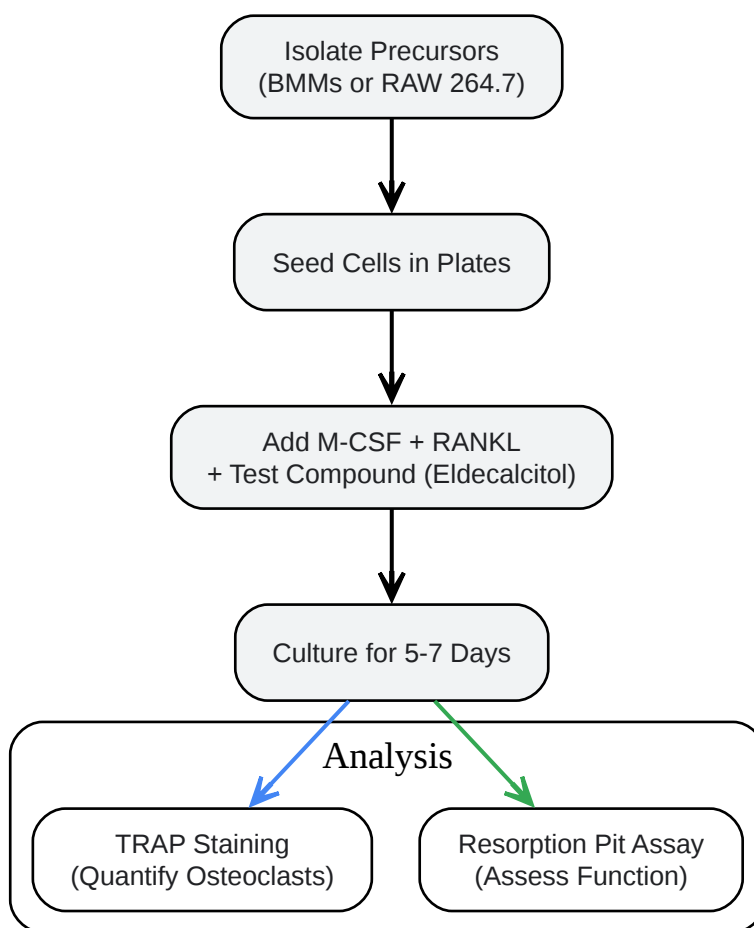 Isolate Precursors
(BMMs or RAW 264.7)
Seed Cells in Plates
Add M-CSF + RANKL
+ Test Compound (Eldecalcitol)
Culture for 5-7 Days
Analysis
TRAP Staining
(Quantify Osteoclasts)
Resorption Pit Assay
(Assess Function)